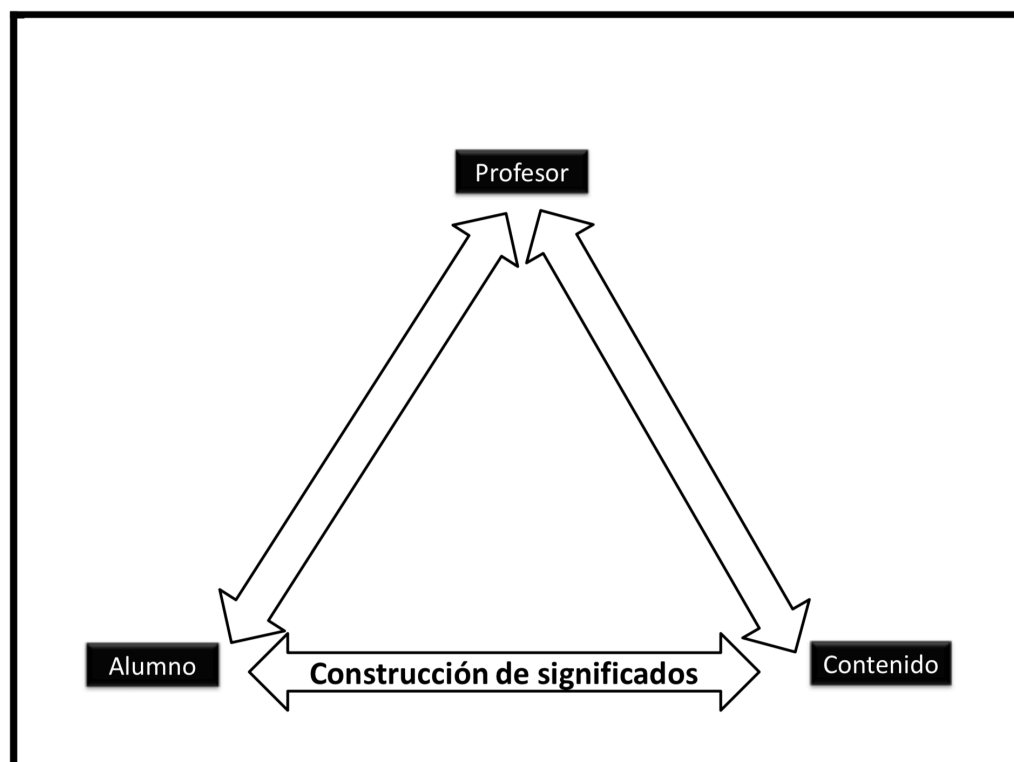 Profesor
Alumno
Construcción de significados
Contenido